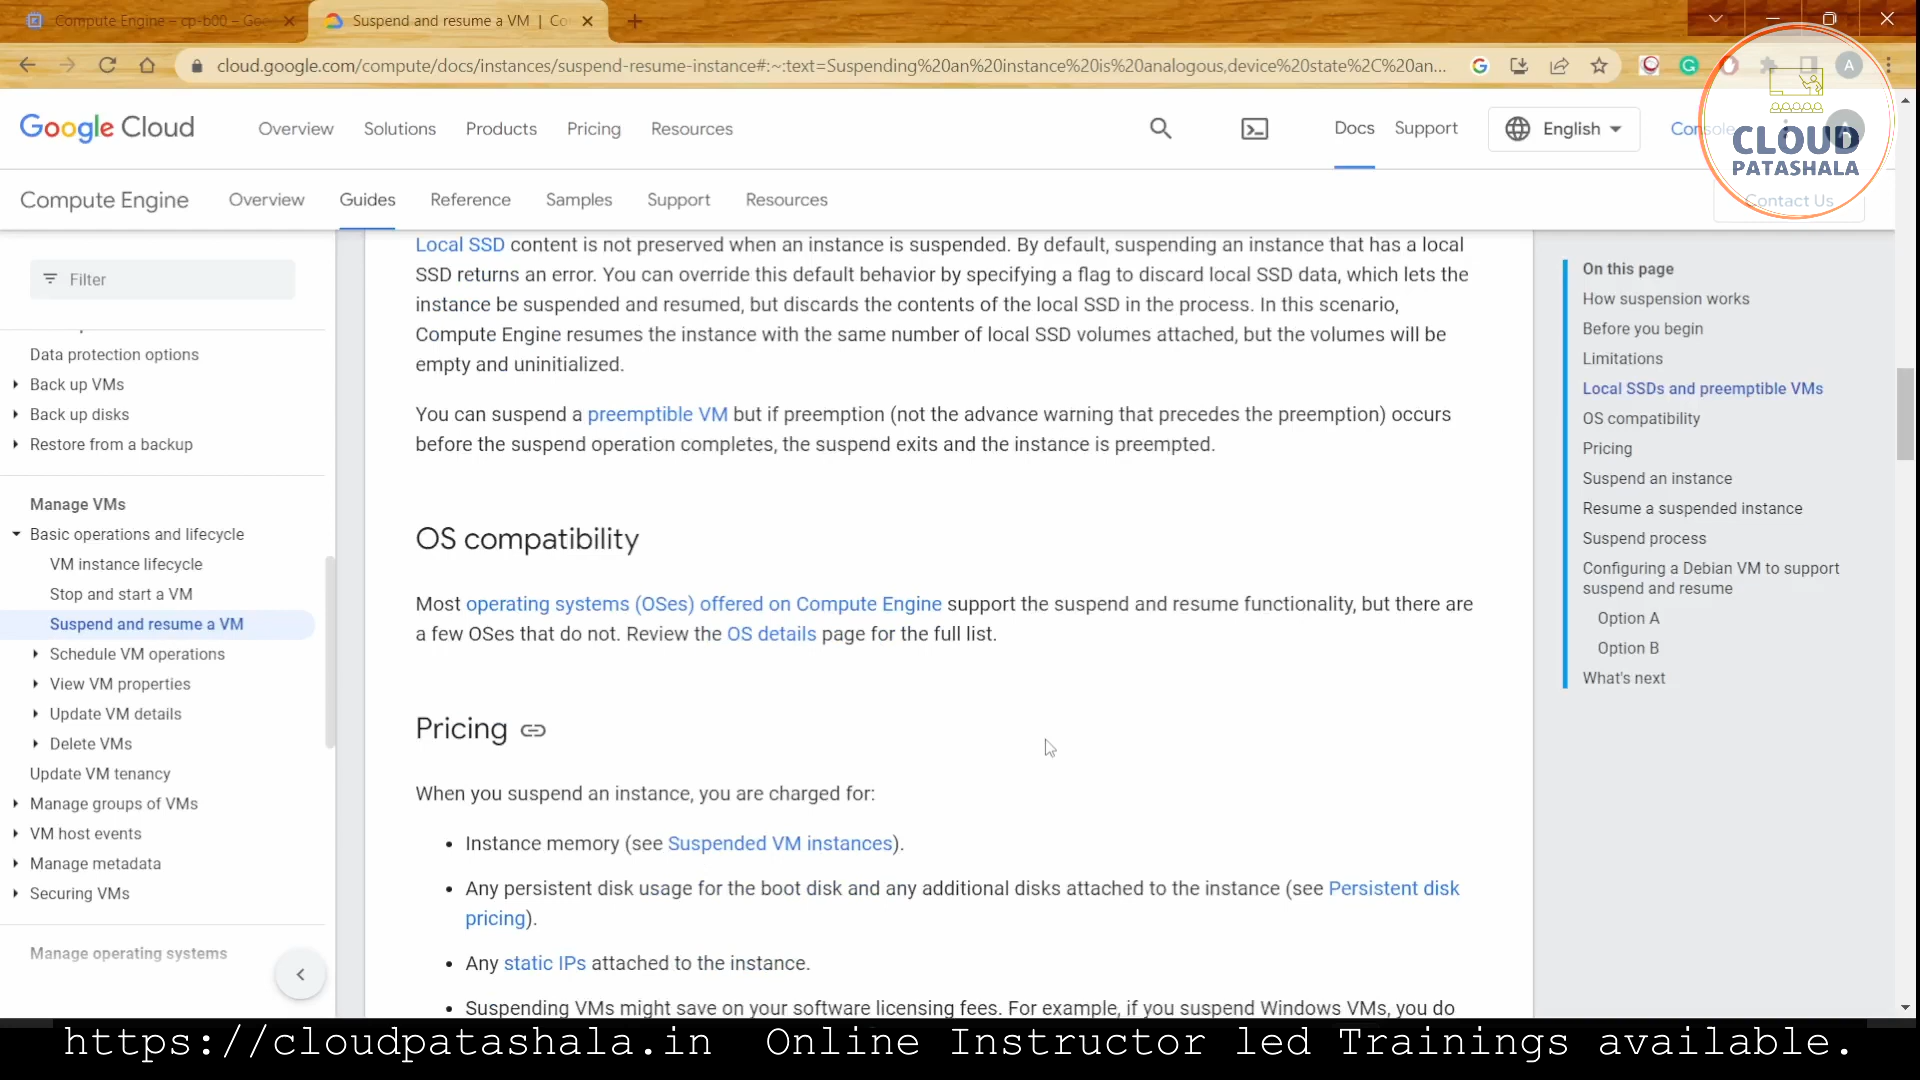 Compute Engine – cp-b00 – Go
Suspend and resume a VM | Co
cloud.google.com/compute/docs/instances/suspend-resume-instance#:~:text=Suspending%20an%20instance%20is%20analogous,device%20state%2C%20an...
A
Google Cloud
Overview
Solutions
Products
Pricing
Resources
Docs
Support
English
Console
CLOUD
PATASHALA
Compute Engine
Overview
Guides
Reference
Samples
Support
Resources
Contact Us
Filter
Data protection options
Back up VMs
Back up disks
Restore from a backup
Manage VMs
Basic operations and lifecycle
VM instance lifecycle
Stop and start a VM
Suspend and resume a VM
Schedule VM operations
View VM properties
Update VM details
Delete VMs
Update VM tenancy
Manage groups of VMs
VM host events
Manage metadata
Securing VMs
Manage operating systems
Local SSD content is not preserved when an instance is suspended. By default, suspending an instance that has a local
SSD returns an error. You can override this default behavior by specifying a flag to discard local SSD data, which lets the
instance be suspended and resumed, but discards the contents of the local SSD in the process. In this scenario,
Compute Engine resumes the instance with the same number of local SSD volumes attached, but the volumes will be
empty and uninitialized.
You can suspend a preemptible VM but if preemption (not the advance warning that precedes the preemption) occurs
before the suspend operation completes, the suspend exits and the instance is preempted.
OS compatibility
Most operating systems (OSes) offered on Compute Engine support the suspend and resume functionality, but there are
a few OSes that do not. Review the OS details page for the full list.
Pricing
When you suspend an instance, you are charged for:
• Instance memory (see Suspended VM instances).
• Any persistent disk usage for the boot disk and any additional disks attached to the instance (see Persistent disk
pricing).
• Any static IPs attached to the instance.
• Suspending VMs might save on your software licensing fees. For example, if you suspend Windows VMs, you do
On this page
How suspension works
Before you begin
Limitations
Local SSDs and preemptible VMs
OS compatibility
Pricing
Suspend an instance
Resume a suspended instance
Suspend process
Configuring a Debian VM to support
suspend and resume
Option A
Option B
What's next
https://cloudpatashala.in Online Instructor led Trainings available.